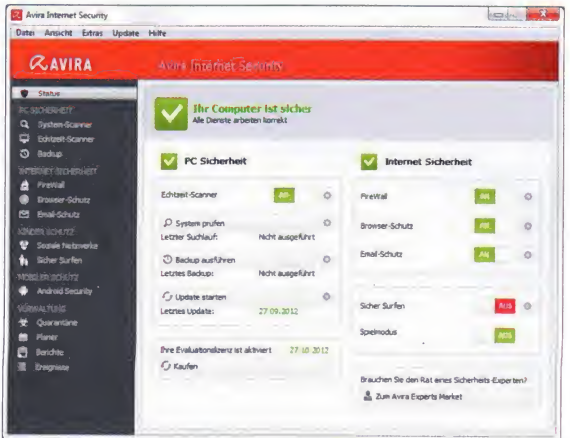 Avira Internet Security
Datei Ansicht Extras Update Hilfe
AVIRA
Avira Internet Security
Status
PC SICHERHEIT
System-Scanner
Echtzeit-Scanner
Backup
INTERNET SICHERHEIT
FireWall
Browser-Schutz
Email-Schutz
KINDER SCHUTZ
Soziale Netzwerke
Sicher Surfen
MOBILER SCHUTZ
Android Security
VERWALTUNG
Quarantäne
Planer
Berichte
Ereignisse
Ihr Computer ist sicher
Alle Dienste arbeiten korrekt
PC Sicherheit
Echtzeit-Scanner AN
System prüfen
Letzter Suchlauf: Nicht ausgeführt
Backup ausführen
Letztes Backup: Nicht ausgeführt
Update starten
Letztes Update: 27.09.2012
Ihre Evaluationslizenz ist aktiviert 27.10.2012
Kaufen
Internet Sicherheit
FireWall AN
Browser-Schutz AN
Email-Schutz AN
Sicher Surfen AUS
Spielmodus AUS
Brauchen Sie den Rat eines Sicherheits-Experten?
Zum Avira Experts Market